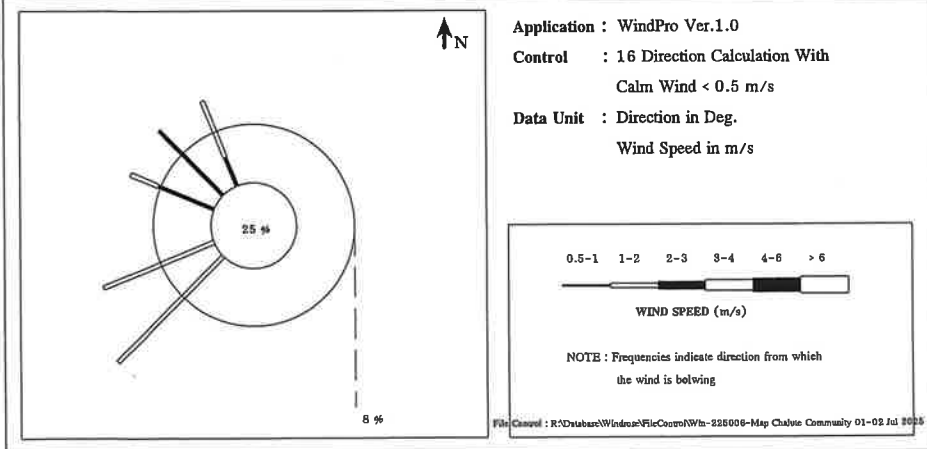 N
25 %
8 %
Application : WindPro Ver.1.0
Control : 16 Direction Calculation With
Calm Wind < 0.5 m/s
Data Unit : Direction in Deg.
Wind Speed in m/s
0.5-1 1-2 2-3 3-4 4-6 > 6
WIND SPEED (m/s)
NOTE : Frequencies indicate direction from which
the wind is bolwing
File Control : R:\Database\Windrose\FileControl\Win-225006-Map Chalute Community 01-02 Jul 2025